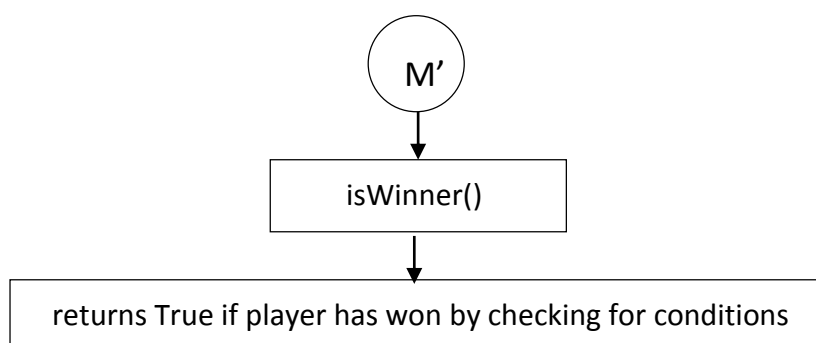 M’
isWinner()
returns True if player has won by checking for conditions